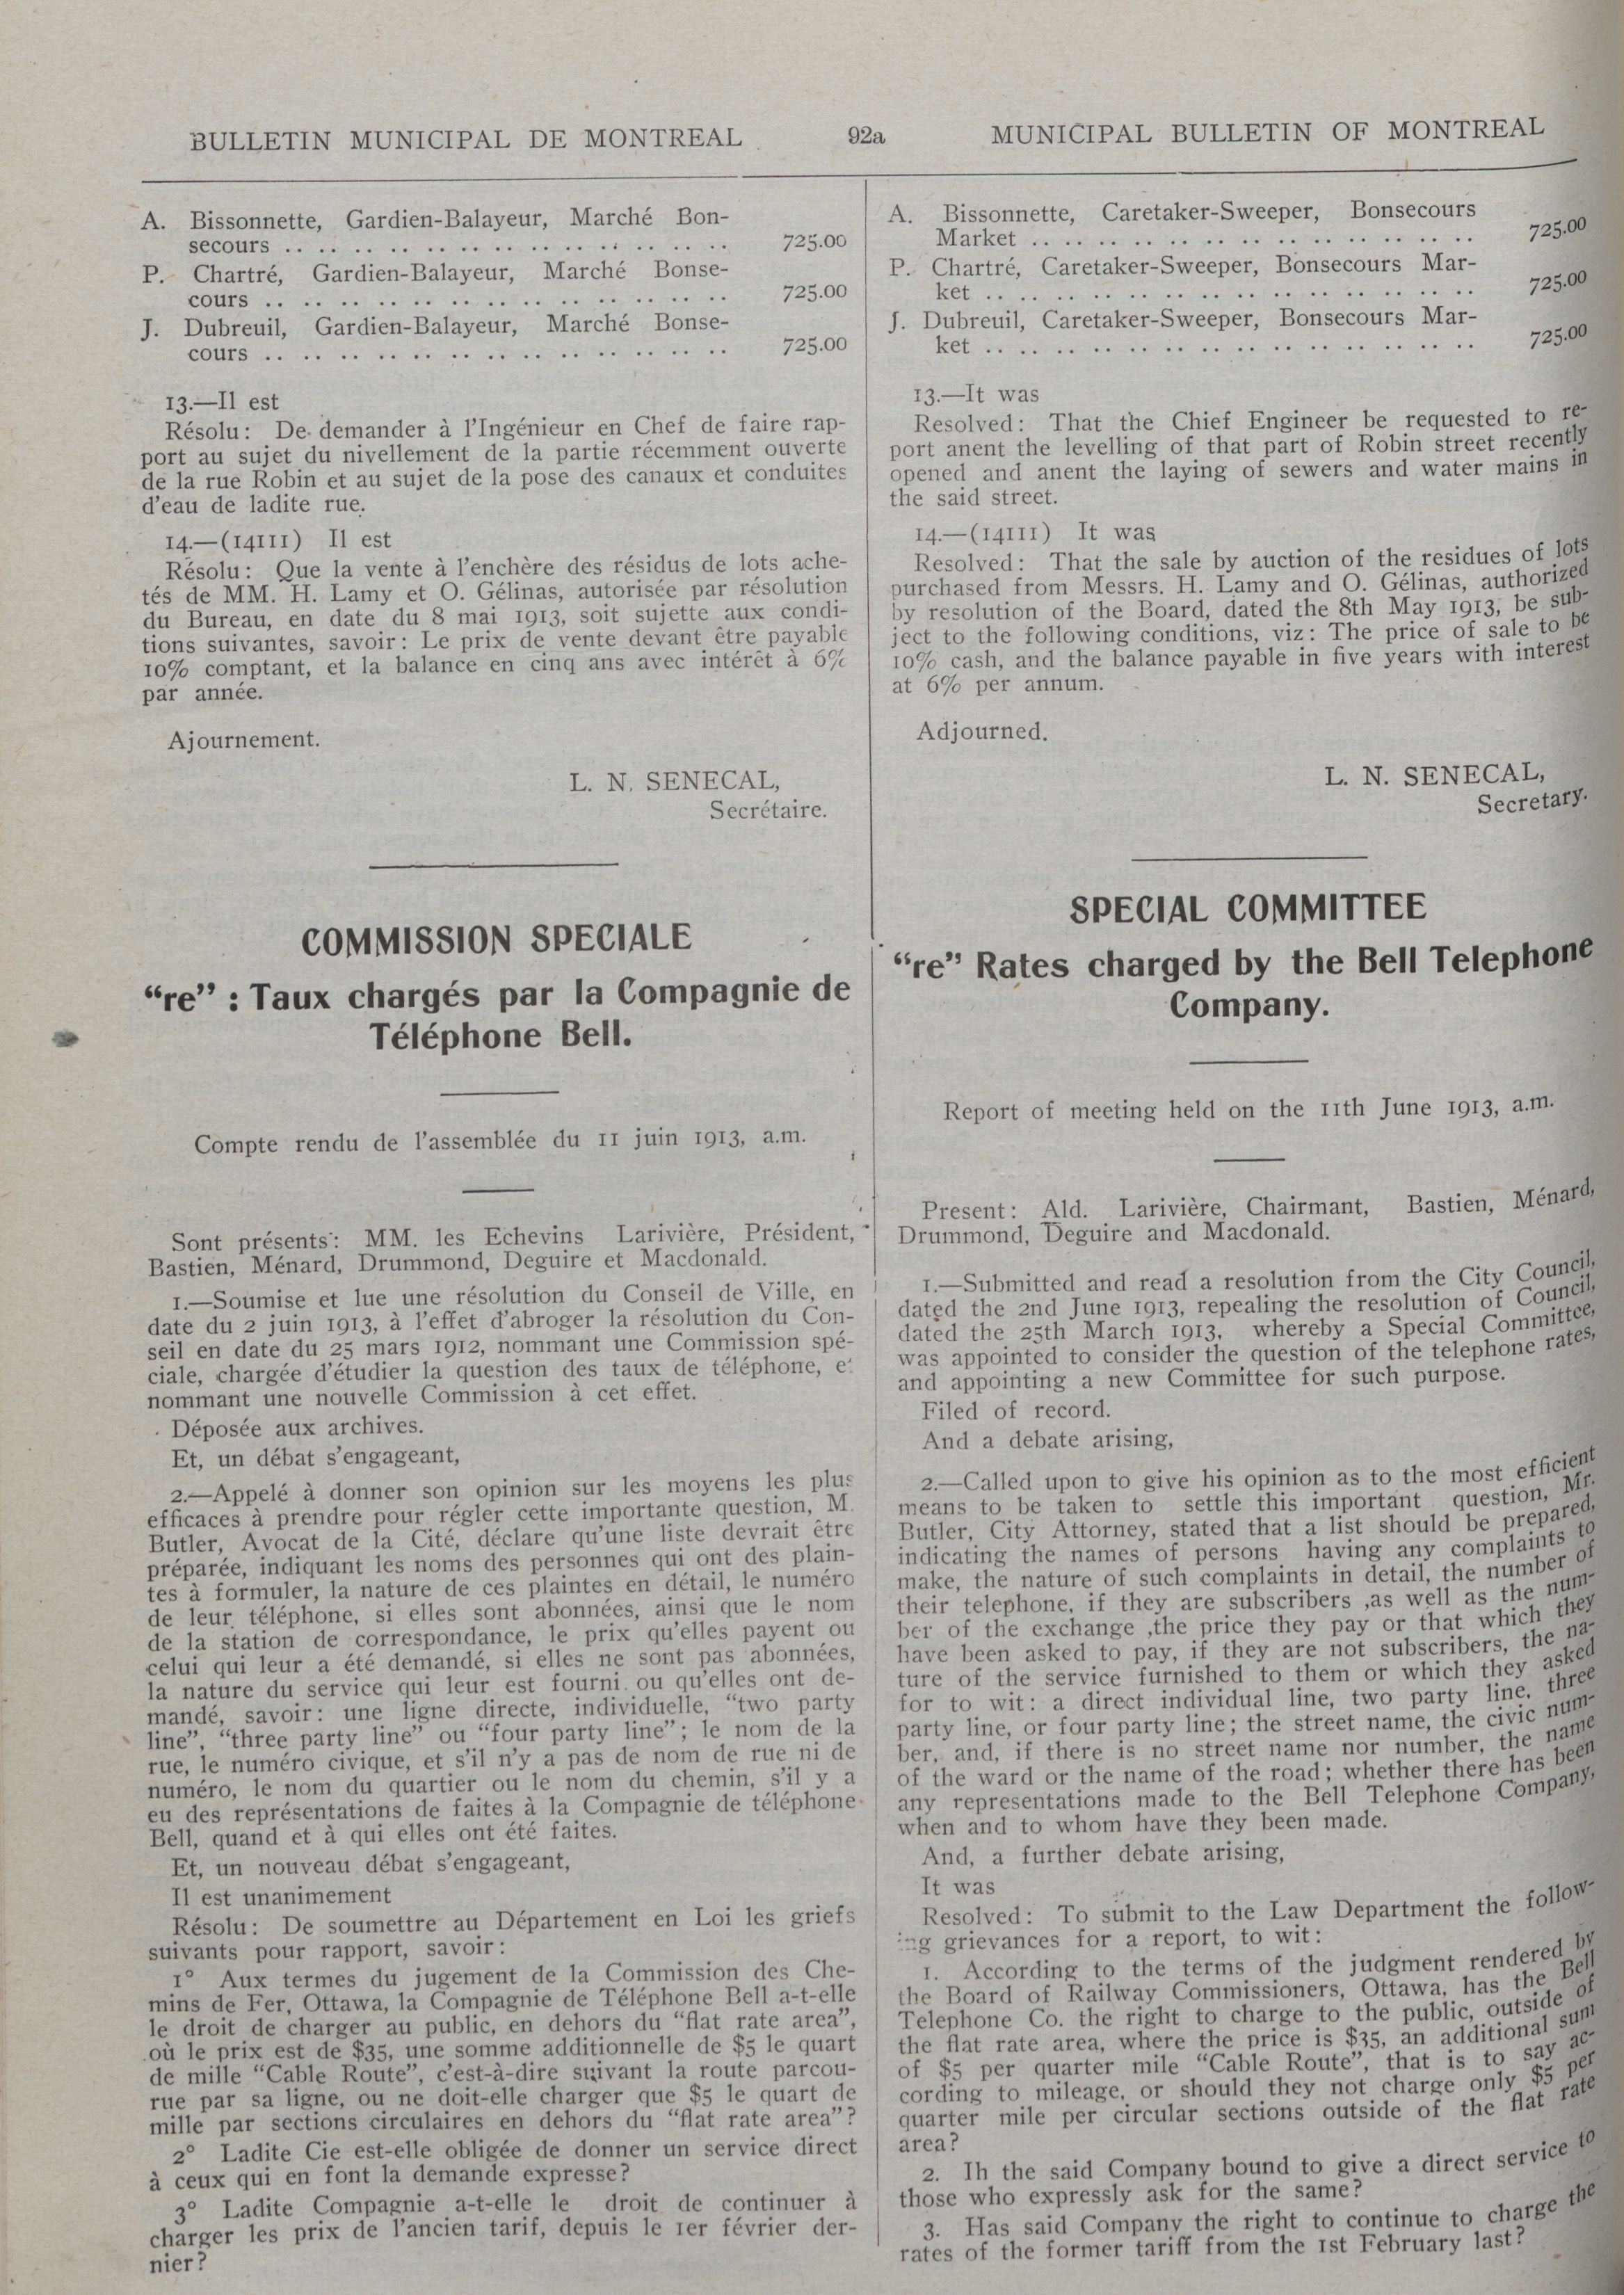 BULLETIN MUNICIPAL DE MONTREAL
92a
MUNICIPAL BULLETIN OF MONTREAL
A. Bissonnette, Gardien-Balayeur, Marché Bon-
secours .. .. .. .. .. .. .. .. .. .. .. .. .. 725.00
P. Chartré, Gardien-Balayeur, Marché Bonse-
cours .. .. .. .. .. .. .. .. .. .. .. .. .. 725.00
J. Dubreuil, Gardien-Balayeur, Marché Bonse-
cours .. .. .. .. .. .. .. .. .. .. .. .. .. 725.00
13.—Il est
Résolu: De demander à l'Ingénieur en Chef de faire rap-
port au sujet du nivellement de la partie récemment ouverte
de la rue Robin et au sujet de la pose des canaux et conduites
d'eau de ladite rue.
14.—(14111) Il est
Résolu: Que la vente à l'enchère des résidus de lots ache-
tés de MM. H. Lamy et O. Gélinas, autorisée par résolution
du Bureau, en date du 8 mai 1913, soit sujette aux condi-
tions suivantes, savoir: Le prix de vente devant être payable
10% comptant, et la balance en cinq ans avec intérêt à 6%
par année.
Ajournement.
L. N. SENECAL,
Secrétaire.
COMMISSION SPECIALE
“re” : Taux chargés par la Compagnie de
Téléphone Bell.
Compte rendu de l'assemblée du 11 juin 1913, a.m.
Sont présents: MM. les Echevins Larivière, Président,
Bastien, Ménard, Drummond, Deguire et Macdonald.
1.—Soumise et lue une résolution du Conseil de Ville, en
date du 2 juin 1913, à l'effet d'abroger la résolution du Con-
seil en date du 25 mars 1912, nommant une Commission spé-
ciale, chargée d'étudier la question des taux de téléphone, et
nommant une nouvelle Commission à cet effet.
Déposée aux archives.
Et, un débat s'engageant,
2.—Appelé à donner son opinion sur les moyens les plus
efficaces à prendre pour régler cette importante question, M.
Butler, Avocat de la Cité, déclare qu'une liste devrait être
préparée, indiquant les noms des personnes qui ont des plain-
tes à formuler, la nature de ces plaintes en détail, le numéro
de leur téléphone, si elles sont abonnées, ainsi que le nom
de la station de correspondance, le prix qu'elles payent ou
celui qui leur a été demandé, si elles ne sont pas abonnées,
la nature du service qui leur est fourni ou qu'elles ont de-
mandé, savoir: une ligne directe, individuelle, “two party
line”, “three party line” ou “four party line”; le nom de la
rue, le numéro civique, et s'il n'y a pas de nom de rue ni de
numéro, le nom du quartier ou le nom du chemin, s'il y a
eu des représentations de faites à la Compagnie de téléphone
Bell, quand et à qui elles ont été faites.
Et, un nouveau débat s'engageant,
Il est unanimement
Résolu: De soumettre au Département en Loi les griefs
suivants pour rapport, savoir:
1° Aux termes du jugement de la Commission des Che-
mins de Fer, Ottawa, la Compagnie de Téléphone Bell a-t-elle
le droit de charger au public, en dehors du “flat rate area”,
où le prix est de $35, une somme additionnelle de $5 le quart
de mille “Cable Route”, c'est-à-dire suivant la route parcou-
rue par sa ligne, ou ne doit-elle charger que $5 le quart de
mille par sections circulaires en dehors du “flat rate area”?
2° Ladite Cie est-elle obligée de donner un service direct
à ceux qui en font la demande expresse?
3° Ladite Compagnie a-t-elle le droit de continuer à
charger les prix de l'ancien tarif, depuis le 1er février der-
nier?
A. Bissonnette, Caretaker-Sweeper, Bonsecours
Market .. .. .. .. .. .. .. .. .. .. .. .. .. 725.00
P. Chartré, Caretaker-Sweeper, Bonsecours Mar-
ket .. .. .. .. .. .. .. .. .. .. .. .. .. .. 725.00
J. Dubreuil, Caretaker-Sweeper, Bonsecours Mar-
ket .. .. .. .. .. .. .. .. .. .. .. .. .. .. 725.00
13.—It was
Resolved: That the Chief Engineer be requested to re-
port anent the levelling of that part of Robin street recently
opened and anent the laying of sewers and water mains in
the said street.
14.—(14111) It was
Resolved: That the sale by auction of the residues of lots
purchased from Messrs. H. Lamy and O. Gélinas, authorized
by resolution of the Board, dated the 8th May 1913, be sub-
ject to the following conditions, viz: The price of sale to be
10% cash, and the balance payable in five years with interest
at 6% per annum.
Adjourned.
L. N. SENECAL,
Secretary.
SPECIAL COMMITTEE
“re” Rates charged by the Bell Telephone
Company.
Report of meeting held on the 11th June 1913, a.m.
Present: Ald. Larivière, Chairmant, Bastien, Ménard,
Drummond, Deguire and Macdonald.
1.—Submitted and read a resolution from the City Council,
dated the 2nd June 1913, repealing the resolution of Council,
dated the 25th March 1913, whereby a Special Committee,
was appointed to consider the question of the telephone rates,
and appointing a new Committee for such purpose.
Filed of record.
And a debate arising,
2.—Called upon to give his opinion as to the most efficient
means to be taken to settle this important question, Mr.
Butler, City Attorney, stated that a list should be prepared,
indicating the names of persons having any complaints to
make, the nature of such complaints in detail, the number of
their telephone, if they are subscribers ,as well as the num-
ber of the exchange ,the price they pay or that which they
have been asked to pay, if they are not subscribers, the na-
ture of the service furnished to them or which they asked
for to wit: a direct individual line, two party line, three
party line, or four party line; the street name, the civic num-
ber, and, if there is no street name nor number, the name
of the ward or the name of the road; whether there has been
any representations made to the Bell Telephone Company,
when and to whom have they been made.
And, a further debate arising,
It was
Resolved: To submit to the Law Department the follow-
ing grievances for a report, to wit:
1. According to the terms of the judgment rendered by
the Board of Railway Commissioners, Ottawa, has the Bell
Telephone Co. the right to charge to the public, outside of
the flat rate area, where the price is $35, an additional sum
of $5 per quarter mile “Cable Route”, that is to say ac-
cording to mileage, or should they not charge only $5 per
quarter mile per circular sections outside of the flat rate
area?
2. Ih the said Company bound to give a direct service to
those who expressly ask for the same?
3. Has said Company the right to continue to charge the
rates of the former tariff from the 1st February last?